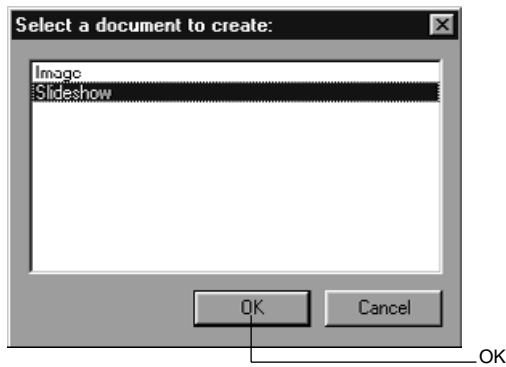 Select a document to create:
Image
Slideshow
OK
Cancel
OK